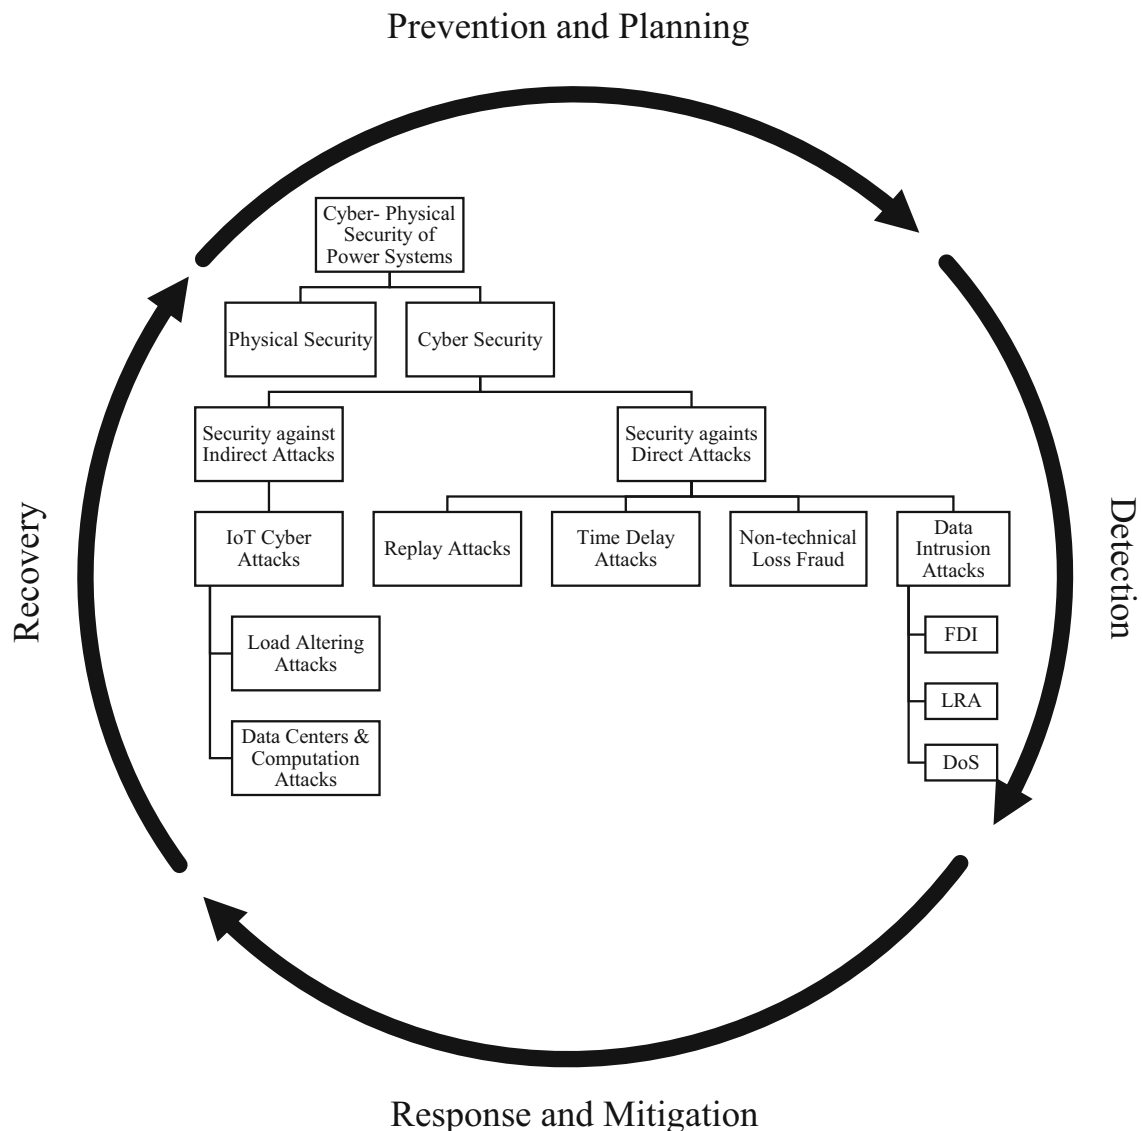 Prevention and Planning
Cyber- Physical
Security of
Power Systems
Physical Security
Cyber Security
Security against
Indirect Attacks
Security againts
Direct Attacks
IoT Cyber
Attacks
Replay Attacks
Time Delay
Attacks
Non-technical
Loss Fraud
Data
Intrusion
Attacks
Load Altering
Attacks
Data Centers &
Computation
Attacks
FDI
LRA
DoS
Detection
Response and Mitigation
Recovery